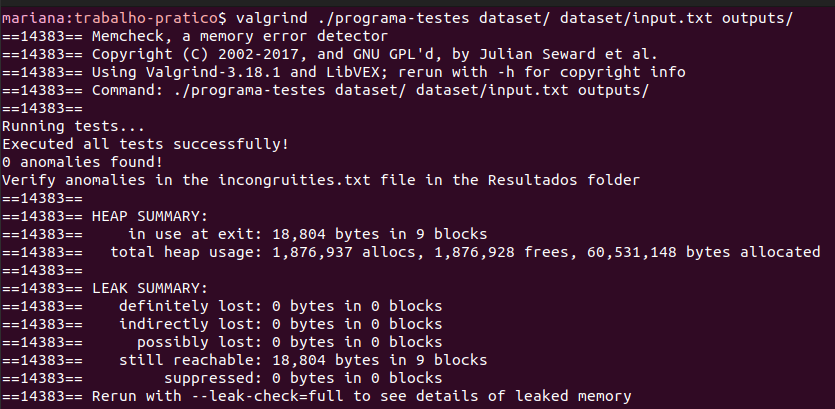 mariana:trabalho-pratico$ valgrind ./programa-testes dataset/ dataset/input.txt outputs/
==14383== Memcheck, a memory error detector
==14383== Copyright (C) 2002-2017, and GNU GPL'd, by Julian Seward et al.
==14383== Using Valgrind-3.18.1 and LibVEX; rerun with -h for copyright info
==14383== Command: ./programa-testes dataset/ dataset/input.txt outputs/
==14383==
Running tests...
Executed all tests successfully!
0 anomalies found!
Verify anomalies in the incongruities.txt file in the Resultados folder
==14383==
==14383== HEAP SUMMARY:
==14383==     in use at exit: 18,804 bytes in 9 blocks
==14383==   total heap usage: 1,876,937 allocs, 1,876,928 frees, 60,531,148 bytes allocated
==14383==
==14383== LEAK SUMMARY:
==14383==    definitely lost: 0 bytes in 0 blocks
==14383==    indirectly lost: 0 bytes in 0 blocks
==14383==      possibly lost: 0 bytes in 0 blocks
==14383==    still reachable: 18,804 bytes in 9 blocks
==14383==         suppressed: 0 bytes in 0 blocks
==14383== Rerun with --leak-check=full to see details of leaked memory